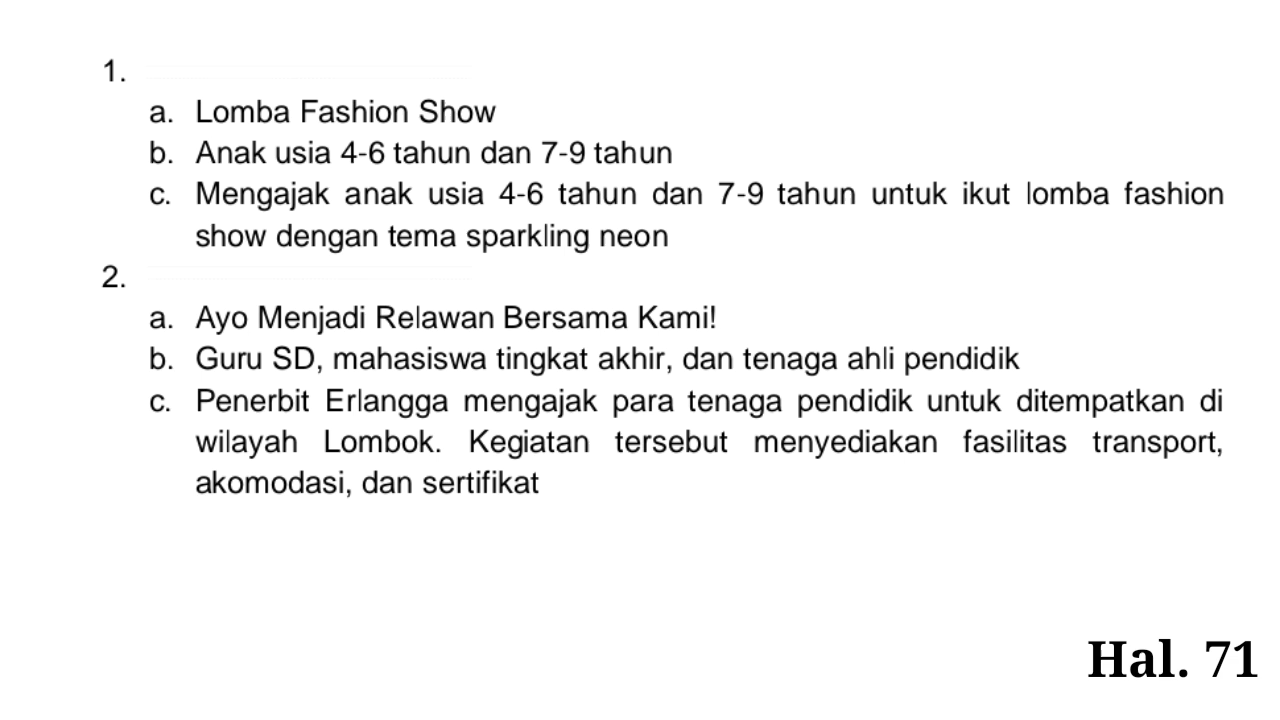 1.
a. Lomba Fashion Show
b. Anak usia 4-6 tahun dan 7-9 tahun
c. Mengajak anak usia 4-6 tahun dan 7-9 tahun untuk ikut lomba fashion
show dengan tema sparkling neon
2.
a. Ayo Menjadi Relawan Bersama Kami!
b. Guru SD, mahasiswa tingkat akhir, dan tenaga ahli pendidik
c. Penerbit Erlangga mengajak para tenaga pendidik untuk ditempatkan di
wilayah Lombok. Kegiatan tersebut menyediakan fasilitas transport,
akomodasi, dan sertifikat
Hal. 71